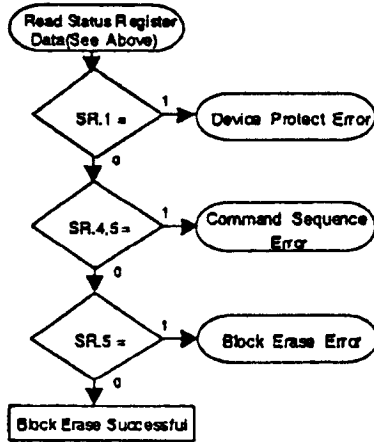 Read Status Register
Data(See Above)
SR.1 =
1
Device Protect Error
0
SR.4,5 =
1
Command Sequence
Error
0
SR.5 =
1
Block Erase Error
0
Block Erase Successful